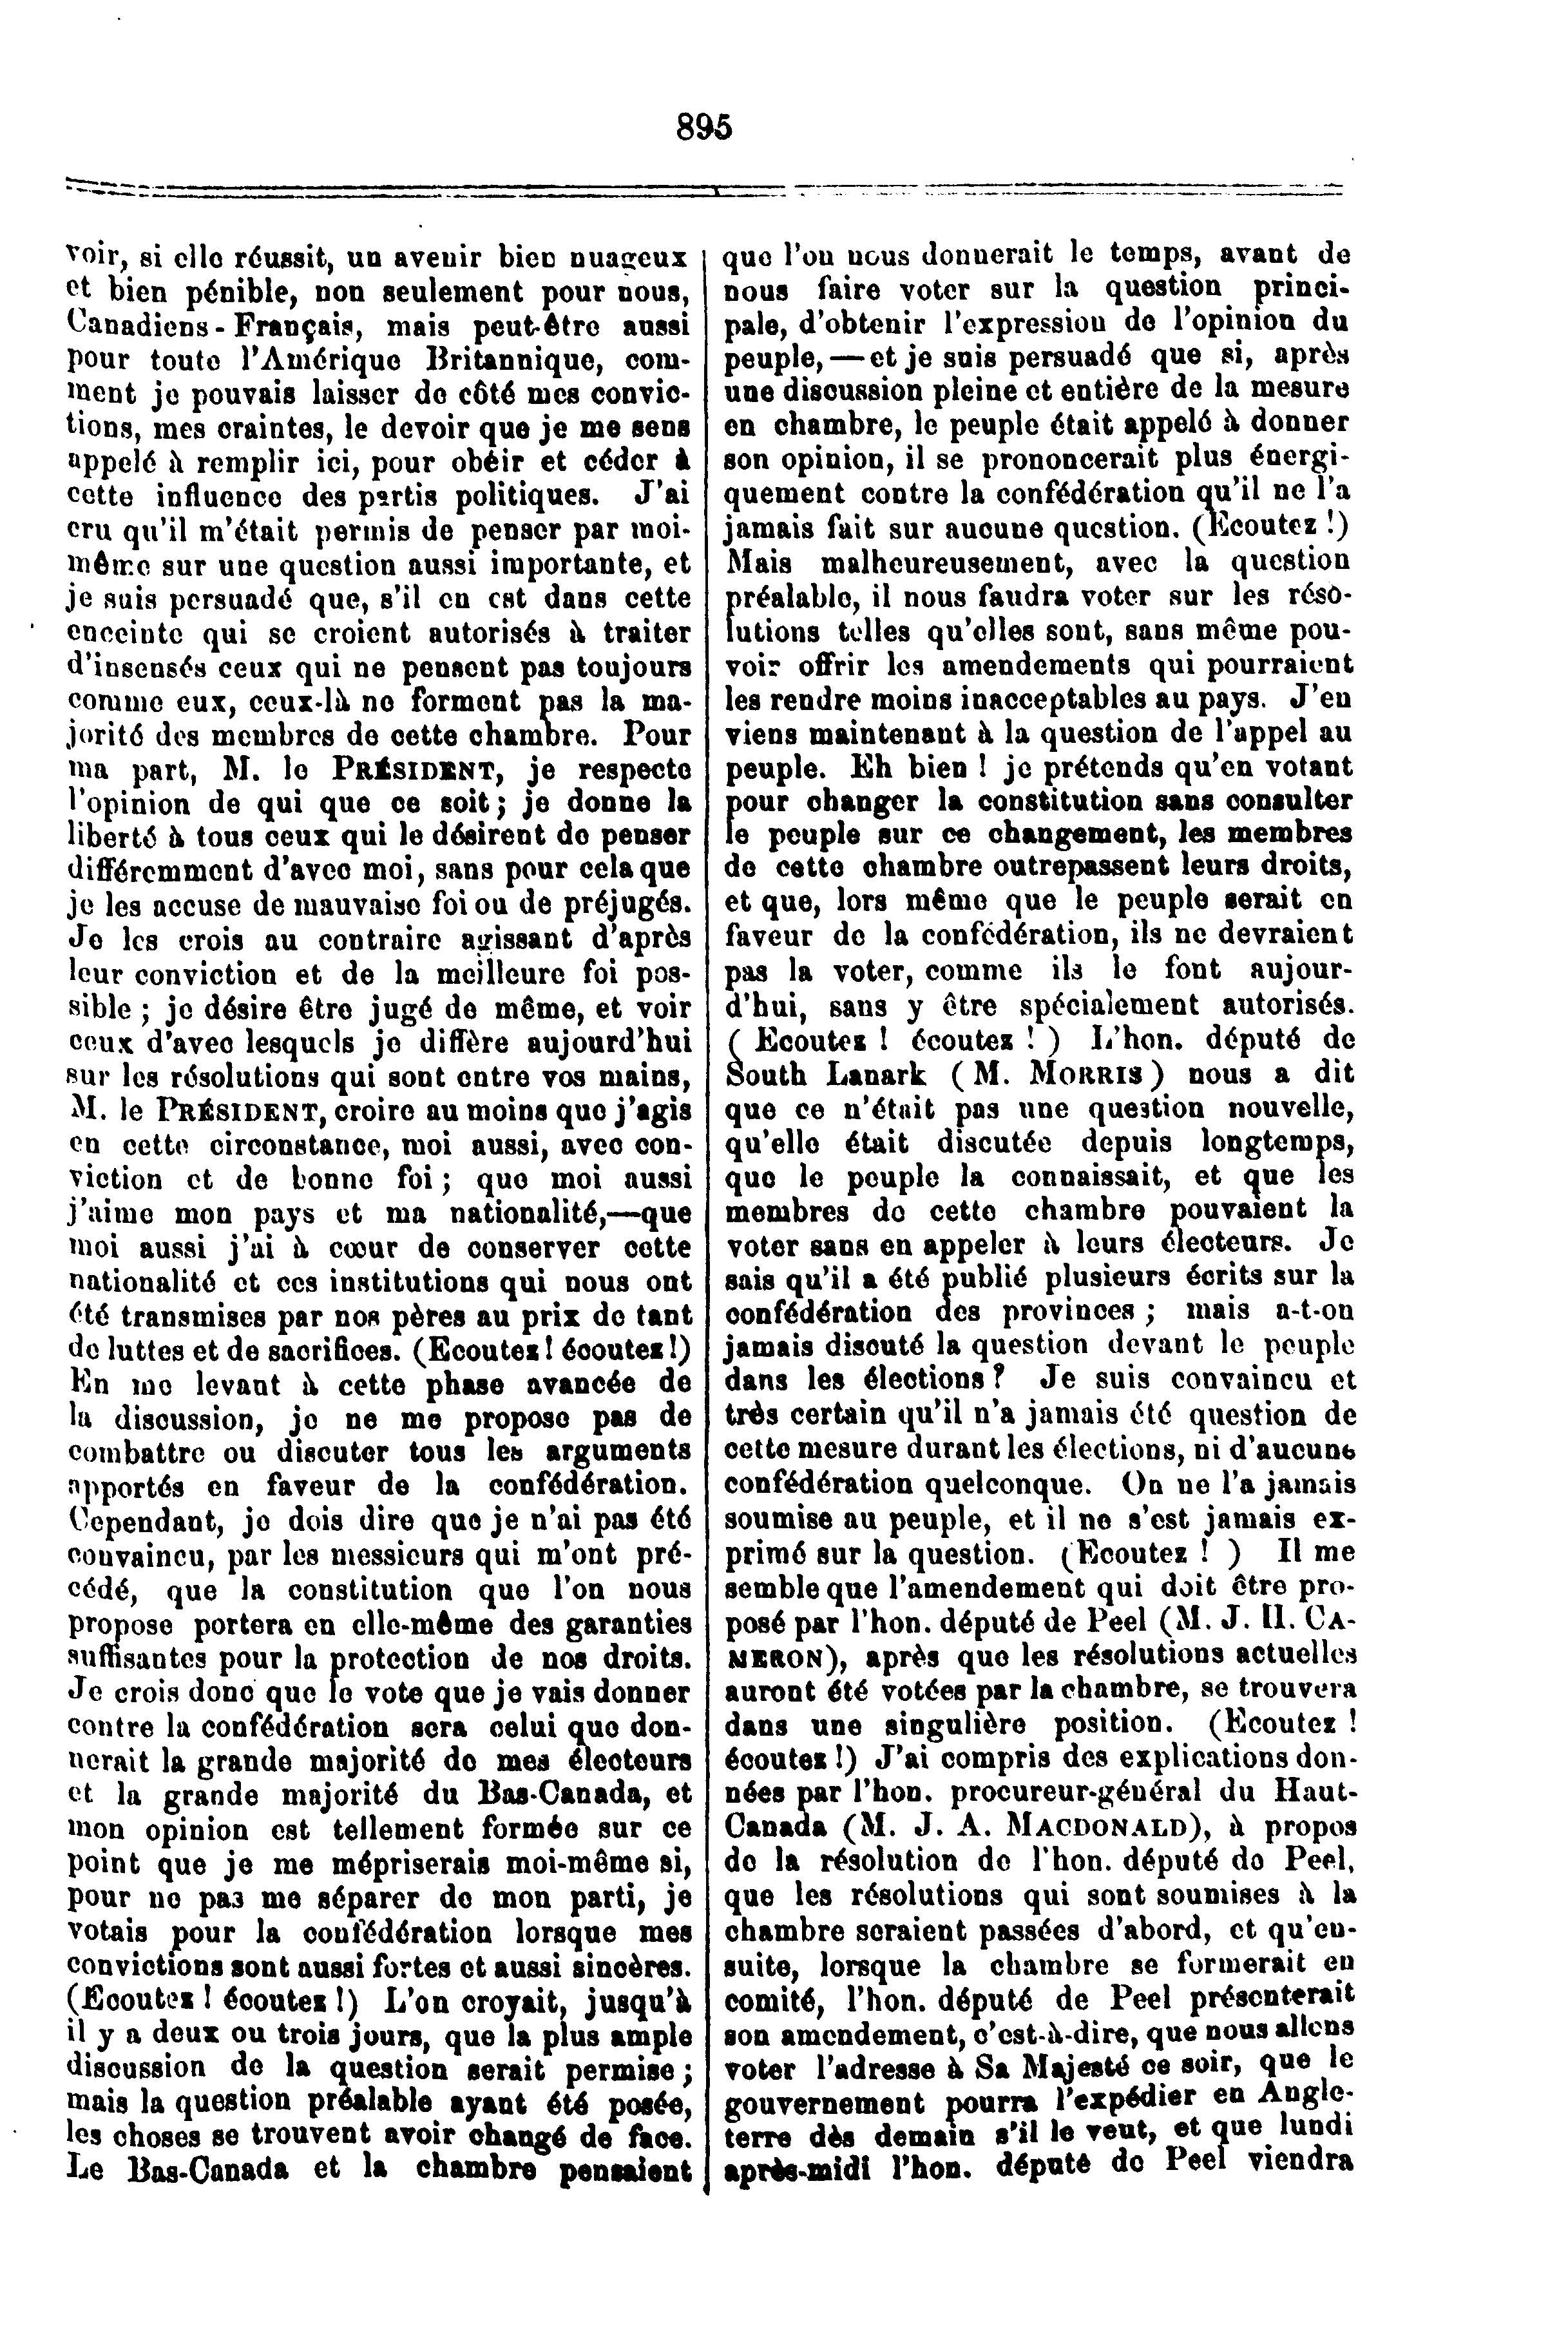 895
voir, si elle réussit, un avenir bien nuageux
et bien pénible, non seulement pour nous,
Canadiens-Français, mais peut-être aussi
pour toute l'Amérique Britannique, com-
ment je pouvais laisser de côté mes convic-
tions, mes craintes, le devoir que je me sens
appelé à remplir ici, pour obéir et céder à
cette influence des partis politiques. J'ai
cru qu'il m'était permis de penser par moi-
même sur une question aussi importante, et
je suis persuadé que, s'il en est dans cette
enceinte qui se croient autorisés à traiter
d'insensés ceux qui ne pensent pas toujours
comme eux, ceux-là ne forment pas la ma-
jorité des membres de cette chambre. Pour
ma part, M. le PRÉSIDENT, je respecte
l'opinion de qui que ce soit; je donne la
liberté à tous ceux qui le désirent de penser
différemment d'avec moi, sans pour cela que
je les accuse de mauvaise foi ou de préjugés.
Je les crois au contraire agissant d'après
leur conviction et de la meilleure foi pos-
sible ; je désire être jugé de même, et voir
ceux d'avec lesquels je diffère aujourd'hui
sur les résolutions qui sont entre vos mains,
M. le PRÉSIDENT, croire au moins que j'agis
en cette circonstance, moi aussi, avec con-
viction et de bonne foi ; que moi aussi
j'aime mon pays et ma nationalité,—que
moi aussi j'ai à cœur de conserver cette
nationalité et ces institutions qui nous ont
été transmises par nos pères au prix de tant
de luttes et de sacrifices. (Ecoutez! écoutez!)
En me levant à cette phase avancée de
la discussion, je ne me propose pas de
combattre ou discuter tous les arguments
apportés en faveur de la confédération.
Cependant, je dois dire que je n'ai pas été
convaincu, par les messieurs qui m'ont pré-
cédé, que la constitution que l'on nous
propose portera en elle-même des garanties
suffisantes pour la protection de nos droits.
Je crois donc que le vote que je vais donner
contre la confédération sera celui que don-
nerait la grande majorité de mes électeurs
et la grande majorité du Bas-Canada, et
mon opinion est tellement formée sur ce
point que je me mépriserais moi-même si,
pour ne pas me séparer de mon parti, je
votais pour la confédération lorsque mes
convictions sont aussi fortes et aussi sincères.
(Ecoutez! écoutez!) L'on croyait, jusqu'à
il y a deux ou trois jours, que la plus ample
discussion de la question serait permise ;
mais la question préalable ayant été posée,
les choses se trouvent avoir changé de face.
Le Bas-Canada et la chambre pensaient
que l'on nous donnerait le temps, avant de
nous faire voter sur la question princi-
pale, d'obtenir l'expression de l'opinion du
peuple,—et je suis persuadé que si, après
une discussion pleine et entière de la mesure
en chambre, le peuple était appelé à donner
son opinion, il se prononcerait plus énergi-
quement contre la confédération qu'il ne l'a
jamais fait sur aucune question. (Ecoutez !)
Mais malheureusement, avec la question
préalable, il nous faudra voter sur les réso-
lutions telles qu'elles sont, sans même pou-
voir offrir les amendements qui pourraient
les rendre moins inacceptables au pays. J'en
viens maintenant à la question de l'appel au
peuple. Eh bien ! je prétends qu'en votant
pour changer la constitution sans consulter
le peuple sur ce changement, les membres
de cette chambre outrepassent leurs droits,
et que, lors même que le peuple serait en
faveur de la confédération, ils ne devraient
pas la voter, comme ils le font aujour-
d'hui, sans y être spécialement autorisés.
( Ecoutez ! écoutez ! ) L'hon. député de
South Lanark ( M. MORRIS ) nous a dit
que ce n'était pas une question nouvelle,
qu'elle était discutée depuis longtemps,
que le peuple la connaissait, et que les
membres de cette chambre pouvaient la
voter sans en appeler à leurs électeurs. Je
sais qu'il a été publié plusieurs écrits sur la
confédération des provinces ; mais a-t-on
jamais discuté la question devant le peuple
dans les élections? Je suis convaincu et
très certain qu'il n'a jamais été question de
cette mesure durant les élections, ni d'aucune
confédération quelconque. On ne l'a jamais
soumise au peuple, et il ne s'est jamais ex-
primé sur la question. (Ecoutez ! ) Il me
semble que l'amendement qui doit être pro-
posé par l'hon. député de Peel (M. J. H. CA-
MERON), après que les résolutions actuelles
auront été votées par la chambre, se trouvera
dans une singulière position. (Ecoutez !
écoutez !) J'ai compris des explications don-
nées par l'hon. procureur-général du Haut-
Canada (M. J. A. MACDONALD), à propos
de la résolution de l'hon. député de Peel,
que les résolutions qui sont soumises à la
chambre seraient passées d'abord, et qu'en-
suite, lorsque la chambre se formerait en
comité, l'hon. député de Peel présenterait
son amendement, c'est-à-dire, que nous allons
voter l'adresse à Sa Majesté ce soir, que le
gouvernement pourra l'expédier en Angle-
terre dès demain s'il le veut, et que lundi
après-midi l'hon. député de Peel viendra